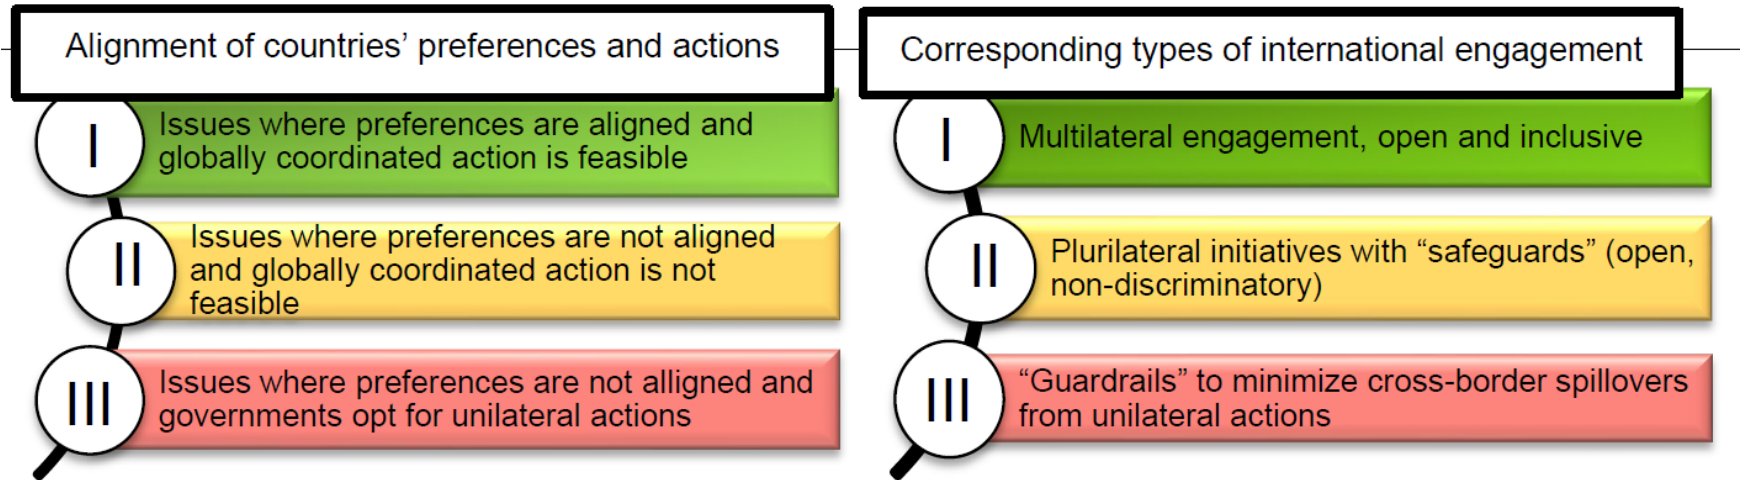 Alignment of countries’ preferences and actions
I
Issues where preferences are aligned and
globally coordinated action is feasible
II
Issues where preferences are not aligned
and globally coordinated action is not
feasible
III
Issues where preferences are not alligned and
governments opt for unilateral actions
Corresponding types of international engagement
I
Multilateral engagement, open and inclusive
II
Plurilateral initiatives with “safeguards” (open,
non-discriminatory)
III
“Guardrails” to minimize cross-border spillovers
from unilateral actions